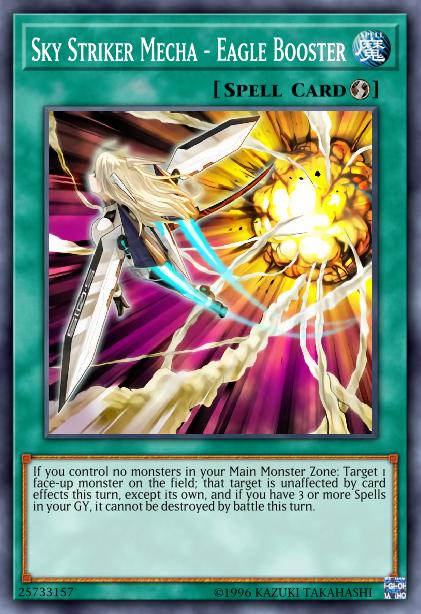 Sky Striker Mecha - Eagle Booster
SPELL
魔
[Spell Card]
If you control no monsters in your Main Monster Zone: Target 1
face-up monster on the field; that target is unaffected by card
effects this turn, except its own, and if you have 3 or more Spells
in your GY, it cannot be destroyed by battle this turn.
25733157
©1996 KAZUKI TAKAHASHI